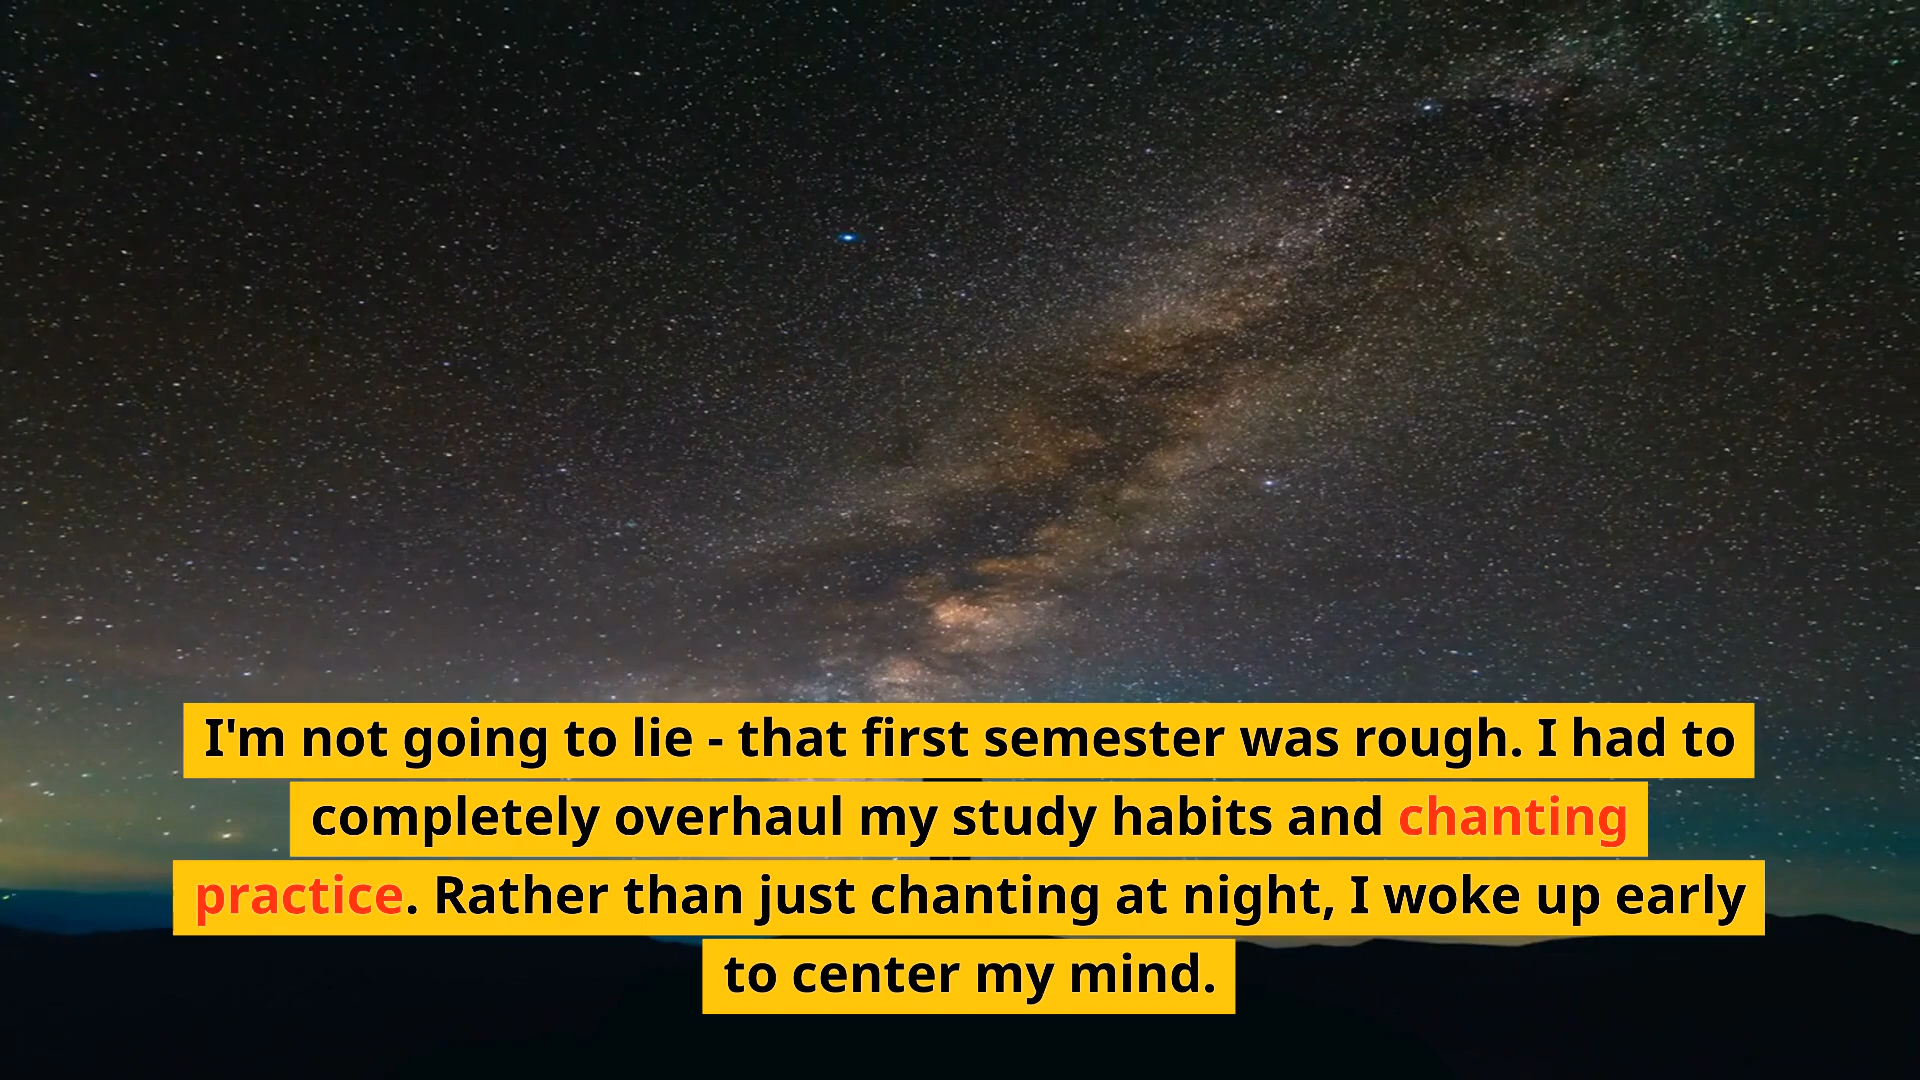 I'm not going to lie - that first semester was rough. I had to
completely overhaul my study habits and chanting
practice. Rather than just chanting at night, I woke up early
to center my mind.